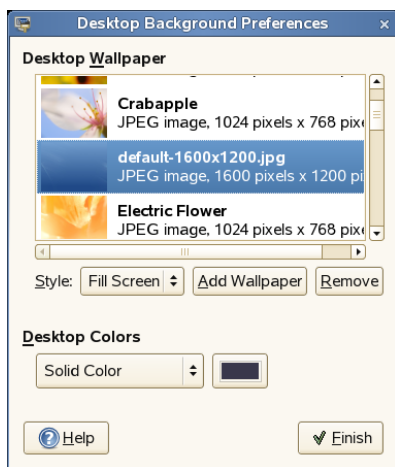 Desktop Background Preferences
Desktop Wallpaper
Crabapple
JPEG image, 1024 pixels x 768 pix
default-1600x1200.jpg
JPEG image, 1600 pixels x 1200 pi
Electric Flower
JPEG image, 1024 pixels x 768 pix
Style: Fill Screen Add Wallpaper Remove
Desktop Colors
Solid Color
Help Finish